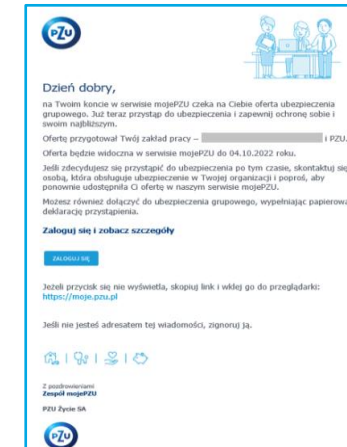 PZU
Dzień dobry,
na Twoim koncie w serwisie mojePZU czeka na Ciebie oferta ubezpieczenia
grupowego. Już teraz przystąp do ubezpieczenia i zapewnij ochronę sobie i
swoim najbliższym.
Ofertę przygotował Twój zakład pracy – i PZU.
Oferta będzie widoczna w serwisie mojePZU do 04.10.2022 roku.
Jeśli zdecydujesz się przystąpić do ubezpieczenia po tym czasie, skontaktuj się
osobą, która obsługuje ubezpieczenie w Twojej organizacji i poproś, aby
ponownie udostępniła Ci ofertę w naszym serwisie mojePZU.
Możesz również dołączyć do ubezpieczenia grupowego, wypełniając papierową
deklarację przystąpienia.
Zaloguj się i zobacz szczegóły
ZALOGUJ SIĘ
Jeżeli przycisk się nie wyświetla, skopiuj link i wklej go do przeglądarki:
https://moje.pzu.pl
Jeśli nie jesteś adresatem tej wiadomości, zignoruj ją.
Z pozdrowieniami
Zespół mojePZU
PZU Życie SA
PZU